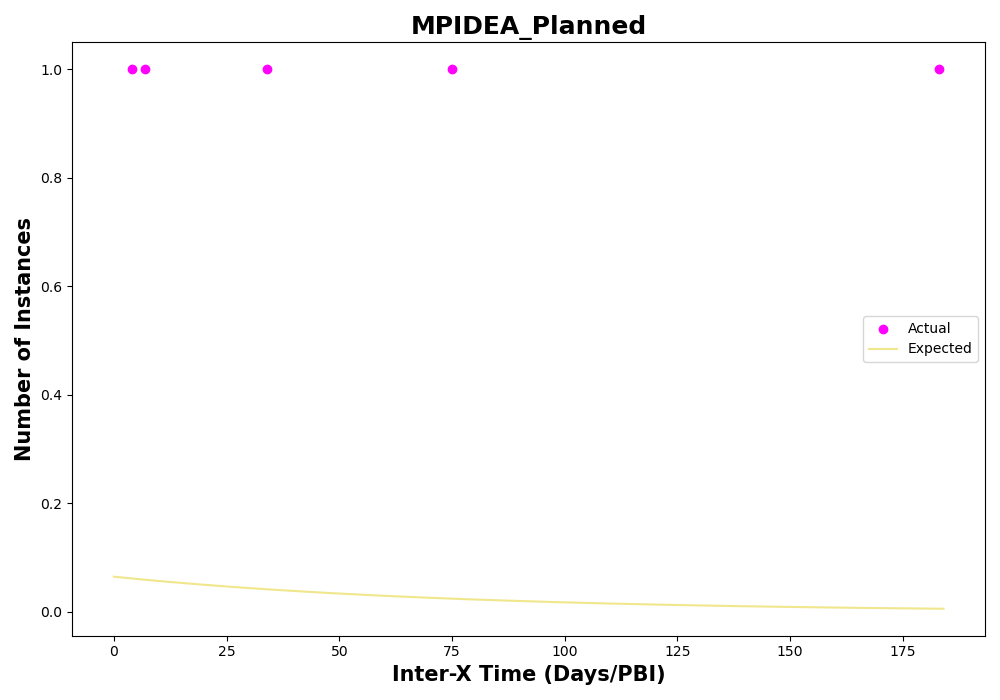 MPIDEA_Planned
Number of Instances
1.0
0.8
0.6
0.4
0.2
0.0
Actual
Expected
0 25 50 75 100 125 150 175
Inter-X Time (Days/PBI)